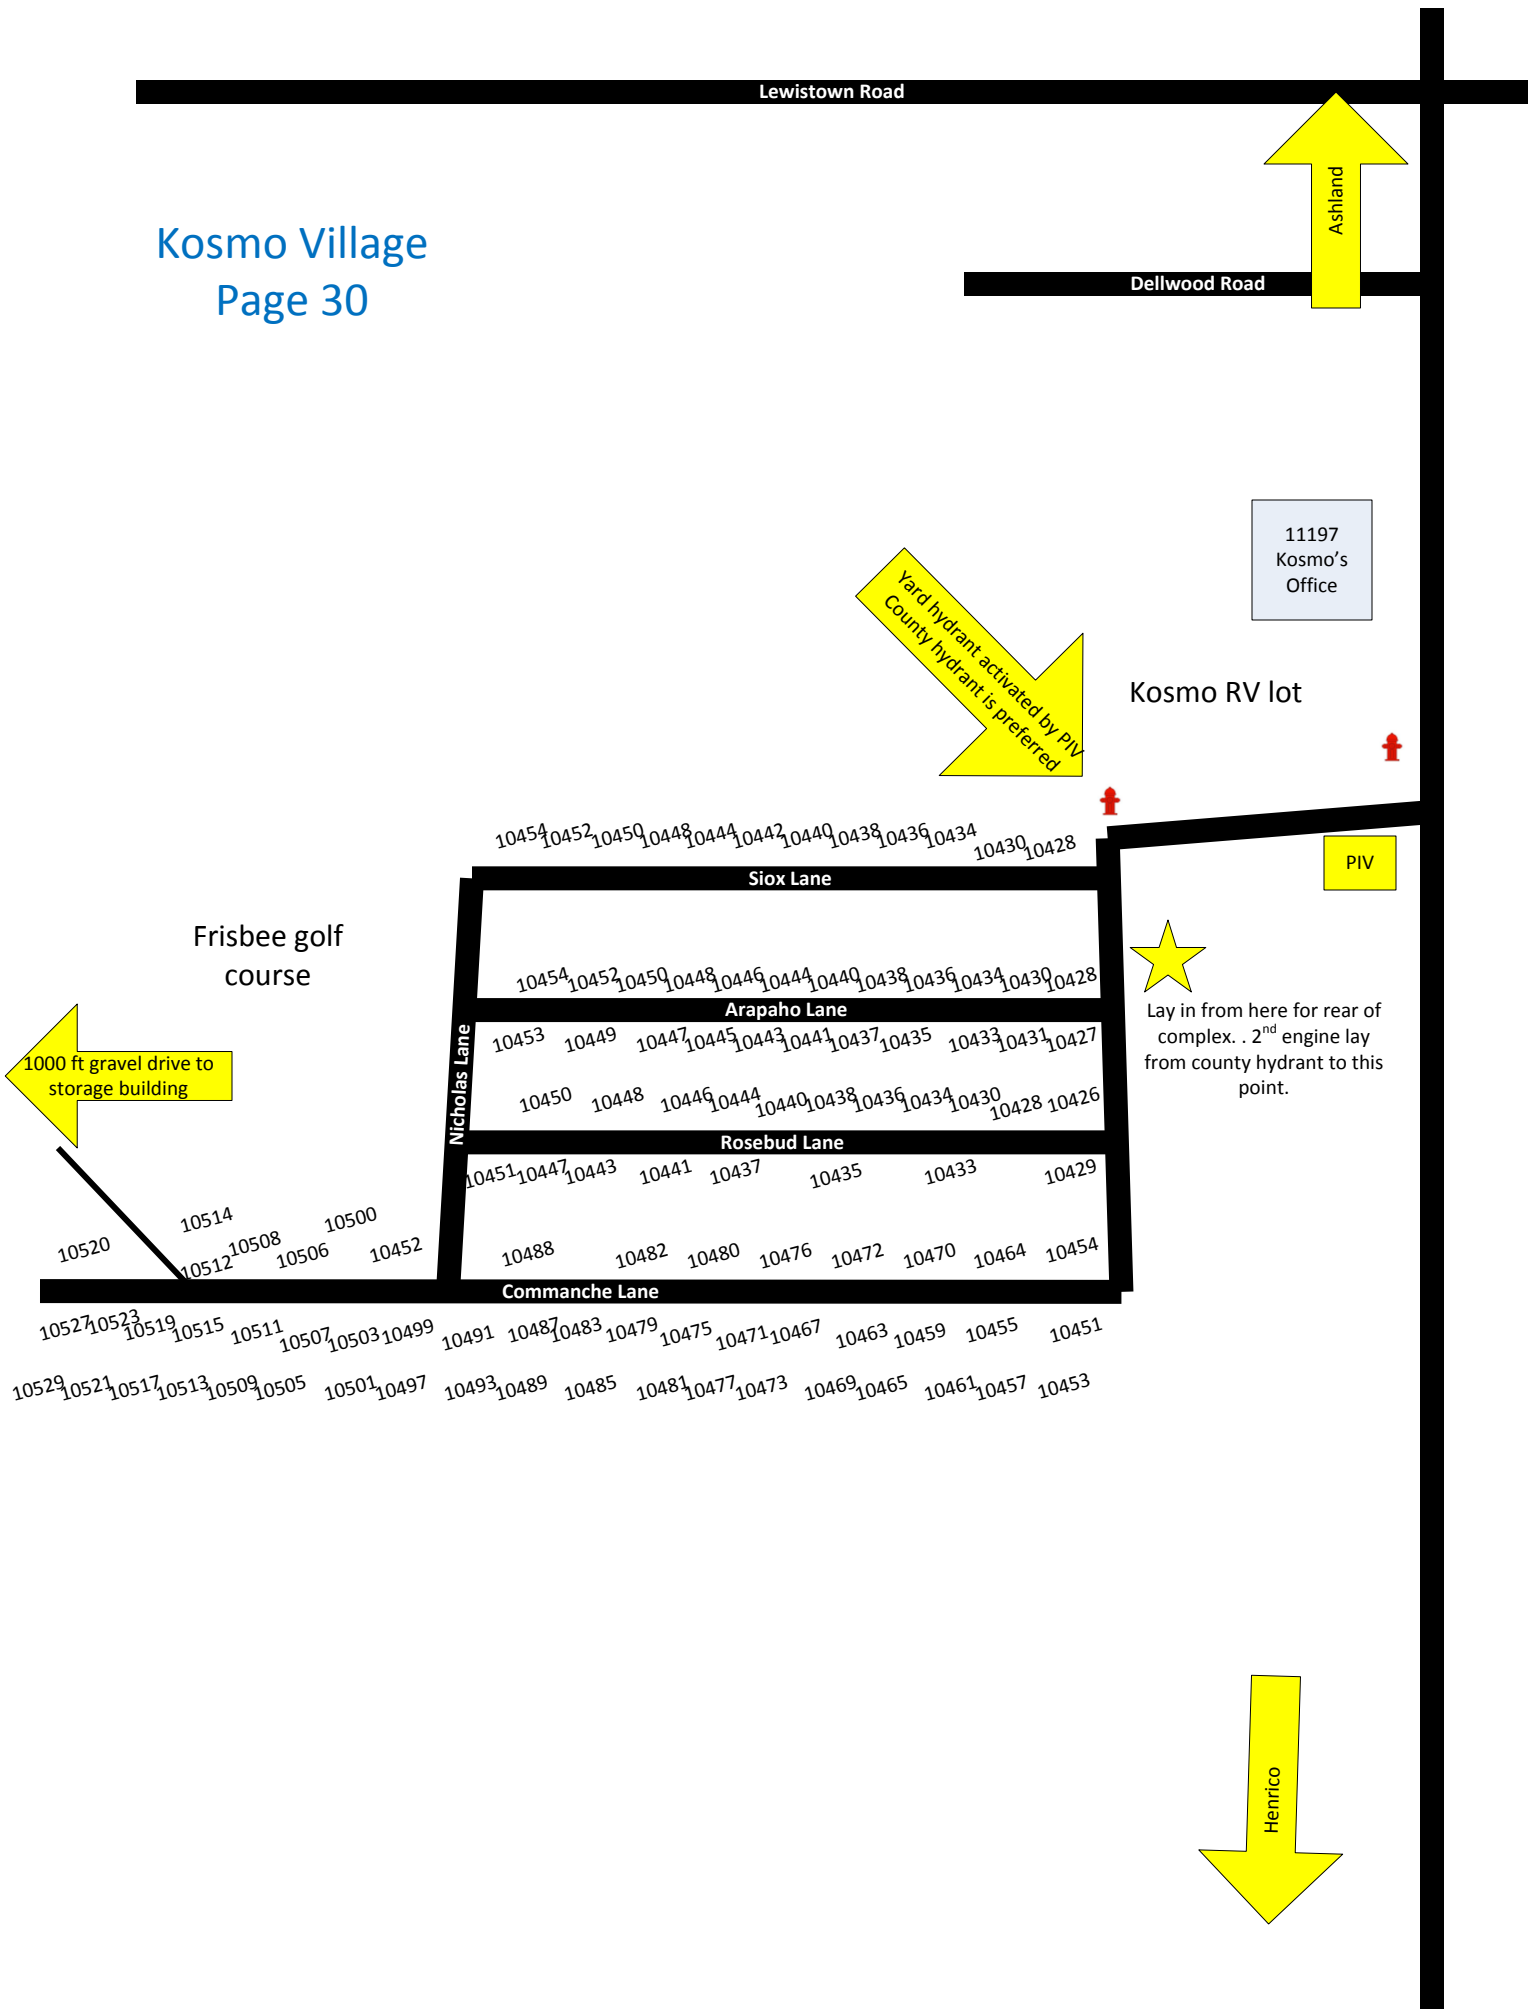 Lewistown Road
Ashland
Kosmo Village
Page 30
Dellwood Road
11197
Kosmo's
Office
Yard hydrant activated by PIV
County hydrant is preferred
Kosmo RV lot
PIV
10454 10452 10450 10448 10444 10442 10440 10438 10436 10434 10430 10428
Siox Lane
Frisbee golf
course
10454 10452 10450 10448 10446 10444 10440 10438 10436 10434 10430 10428
Arapaho Lane
Lay in from here for rear of
complex. . 2nd engine lay
from county hydrant to this
point.
10453 10449 10447 10445 10443 10441 10437 10435 10433 10431 10427
1000 ft gravel drive to
storage building
Nicholas Lane
10450 10448 10446 10444 10440 10438 10436 10434 10430 10428 10426
Rosebud Lane
10451 10447 10443 10441 10437 10435 10433 10429
10520 10514 10512 10508 10506 10500 10452 10488 10482 10480 10476 10472 10470 10464 10454
Commanche Lane
10527 10523 10519 10515 10511 10507 10503 10499 10491 10487 10483 10479 10475 10471 10467 10463 10459 10455 10451
10529 10521 10517 10513 10509 10505 10501 10497 10493 10489 10485 10481 10477 10473 10469 10465 10461 10457 10453
Henrico